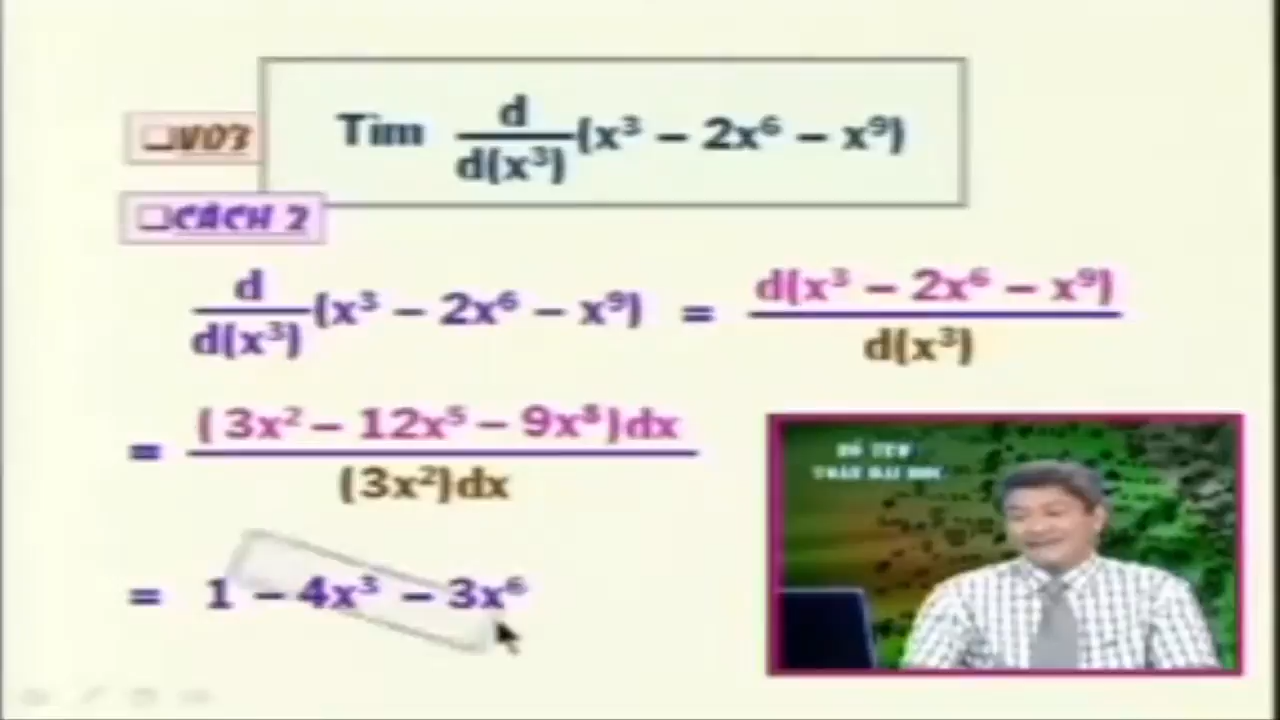 ❑VD3
Tìm d/d(x³) (x³ − 2x⁶ − x⁹)
❑CÁCH 2
d/d(x³) (x³ − 2x⁶ − x⁹) = d(x³ − 2x⁶ − x⁹)/d(x³)
= (3x² − 12x⁵ − 9x⁸)dx/(3x²)dx
= 1 − 4x³ − 3x⁶